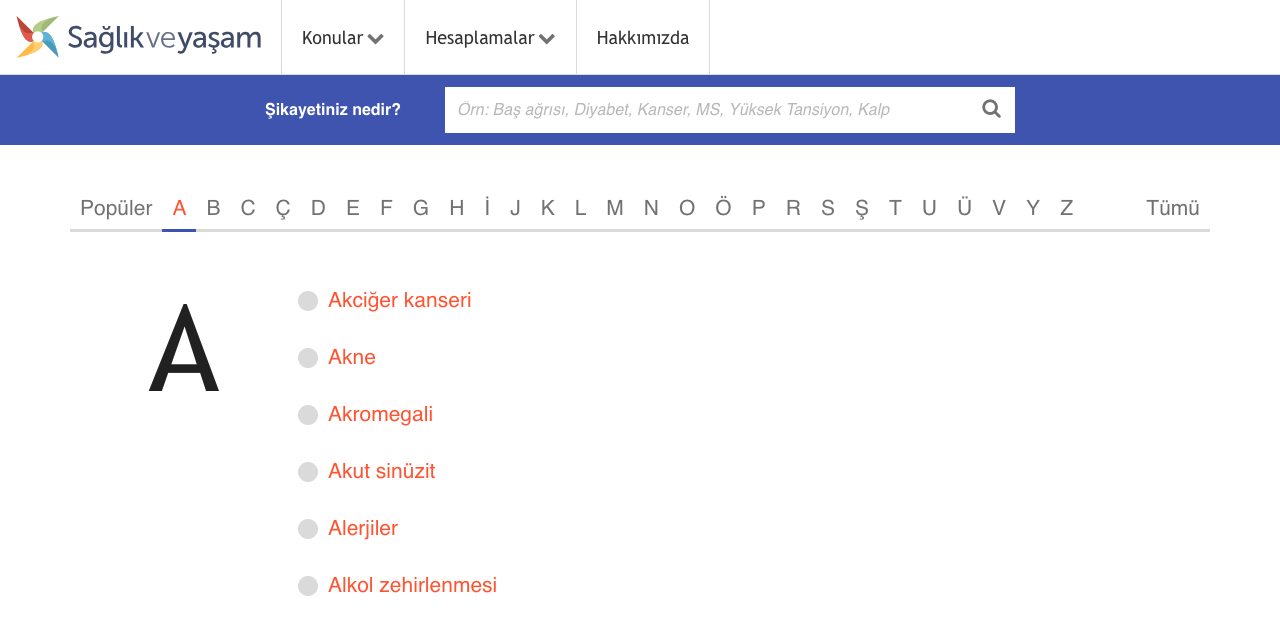 Sağlıkveyaşam Konular Hesaplamalar Hakkımızda
Şikayetiniz nedir? Örn: Baş ağrısı, Diyabet, Kanser, MS, Yüksek Tansiyon, Kalp
Popüler A B C Ç D E F G H İ J K L M N O Ö P R S Ş T U Ü V Y Z Tümü
A
Akciğer kanseri
Akne
Akromegali
Akut sinüzit
Alerjiler
Alkol zehirlenmesi